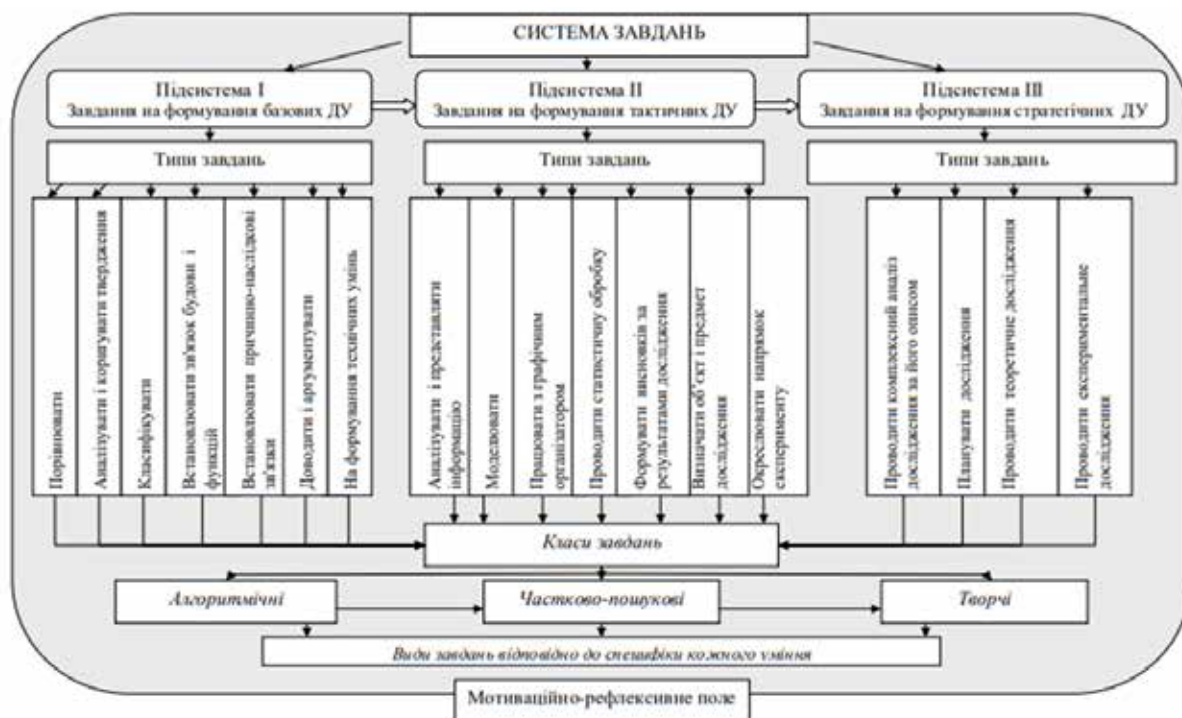 СИСТЕМА ЗАВДАНЬ
Підсистема І
Завдання на формування базових ДУ
Підсистема ІІ
Завдання на формування тактичних ДУ
Підсистема ІІІ
Завдання на формування стратегічних ДУ
Типи завдань
Типи завдань
Типи завдань
Порівнювати
Аналізувати і коригувати твердження
Класифікувати
Встановлювати зв'язок будови і
функцій
Встановлювати причинно-наслідкові
зв'язки
Доводити і аргументувати
На формування технічних умінь
Аналізувати і представляти
інформацію
Моделювати
Працювати з графічним
організатором
Проводити статистичну обробку
Формувати висновків за
результатами дослідження
Визначати об'єкт і предмет
дослідження
Окреслювати напрямок
експерименту
Проводити комплексний аналіз
дослідження за його описом
Планувати дослідження
Проводити теоретичне дослідження
Проводити експериментальне
дослідження
Класи завдань
Алгоритмічні
Частково-пошукові
Творчі
Види завдань відповідно до специфіки кожного уміння
Мотиваційно-рефлексивне поле